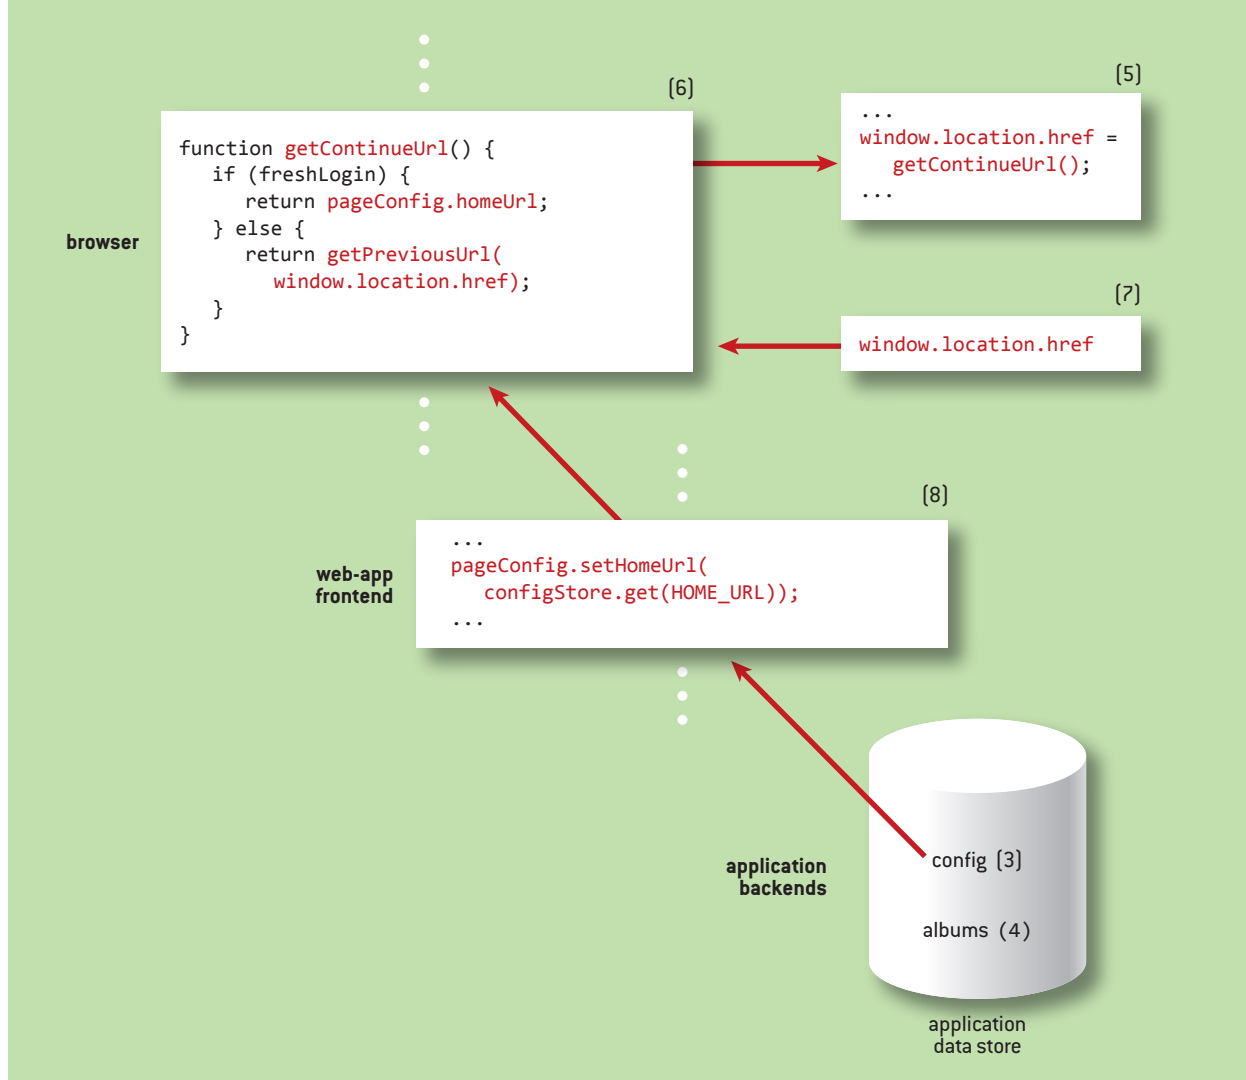 (6)
(5)
function getContinueUrl() {
if (freshLogin) {
return pageConfig.homeUrl;
} else {
return getPreviousUrl(
window.location.href);
}
}
browser
...
window.location.href =
getContinueUrl();
...
(7)
window.location.href
(8)
...
pageConfig.setHomeUrl(
configStore.get(HOME_URL));
...
web-app
frontend
application
backends
config (3)
albums (4)
application
data store